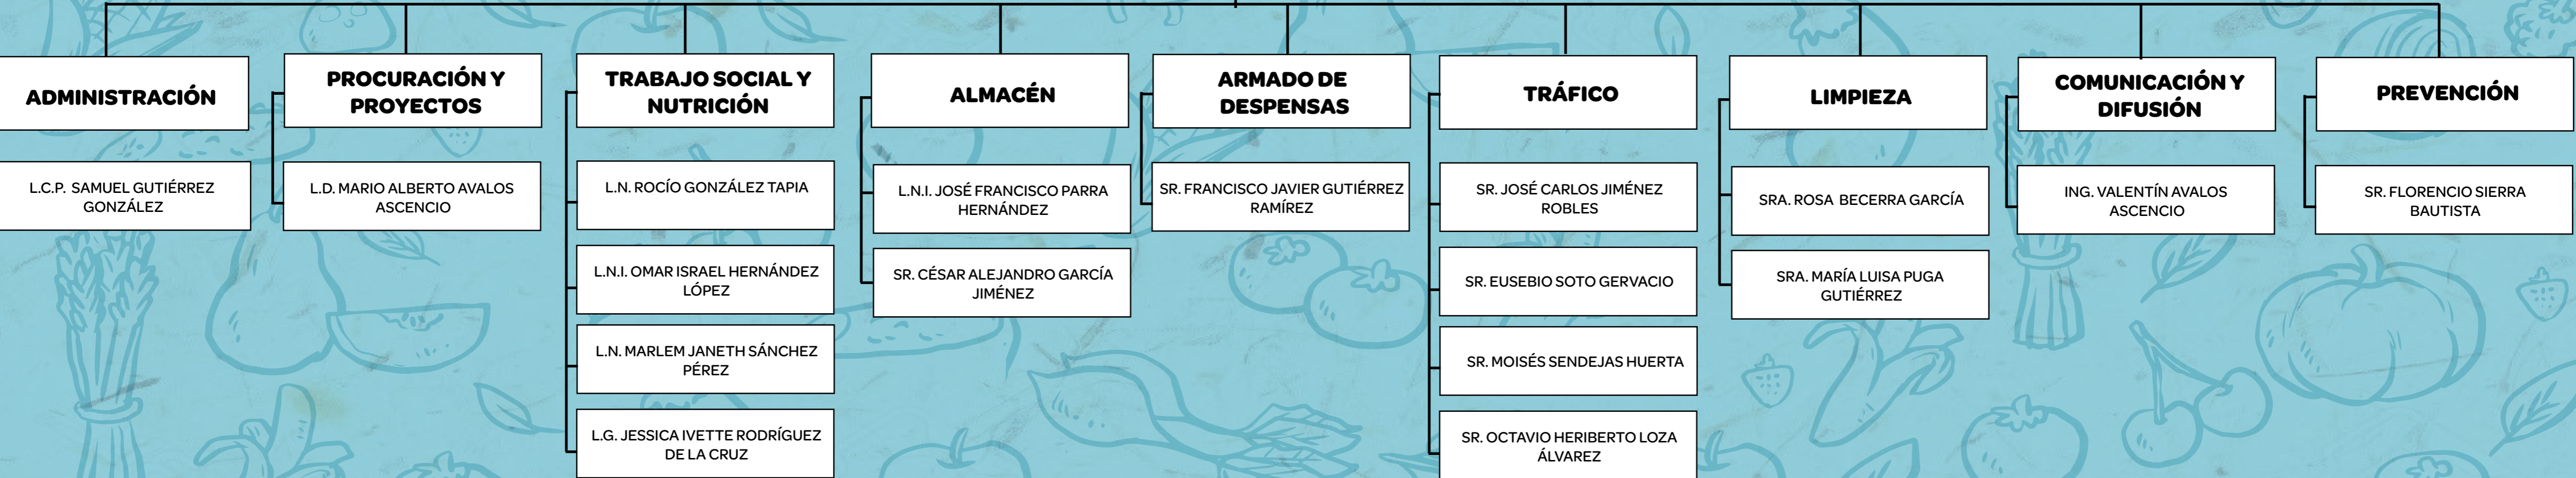 ADMINISTRACIÓN
L.C.P. SAMUEL GUTIÉRREZ
GONZÁLEZ
PROCURACIÓN Y
PROYECTOS
L.D. MARIO ALBERTO AVALOS
ASCENCIO
TRABAJO SOCIAL Y
NUTRICIÓN
L.N. ROCÍO GONZÁLEZ TAPIA
L.N.I. OMAR ISRAEL HERNÁNDEZ
LÓPEZ
L.N. MARLEM JANETH SÁNCHEZ
PÉREZ
L.G. JESSICA IVETTE RODRÍGUEZ
DE LA CRUZ
ALMACÉN
L.N.I. JOSÉ FRANCISCO PARRA
HERNÁNDEZ
SR. CÉSAR ALEJANDRO GARCÍA
JIMÉNEZ
ARMADO DE
DESPENSAS
SR. FRANCISCO JAVIER GUTIÉRREZ
RAMÍREZ
TRÁFICO
SR. JOSÉ CARLOS JIMÉNEZ
ROBLES
SR. EUSEBIO SOTO GERVACIO
SR. MOISÉS SENDEJAS HUERTA
SR. OCTAVIO HERIBERTO LOZA
ÁLVAREZ
LIMPIEZA
SRA. ROSA BECERRA GARCÍA
SRA. MARÍA LUISA PUGA
GUTIÉRREZ
COMUNICACIÓN Y
DIFUSIÓN
ING. VALENTÍN AVALOS
ASCENCIO
PREVENCIÓN
SR. FLORENCIO SIERRA
BAUTISTA